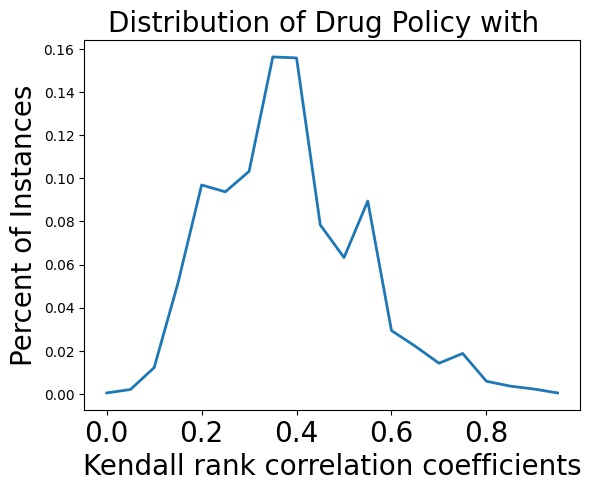 Distribution of Drug Policy with
Percent of Instances
0.16
0.14
0.12
0.10
0.08
0.06
0.04
0.02
0.00
0.0 0.2 0.4 0.6 0.8
Kendall rank correlation coefficients